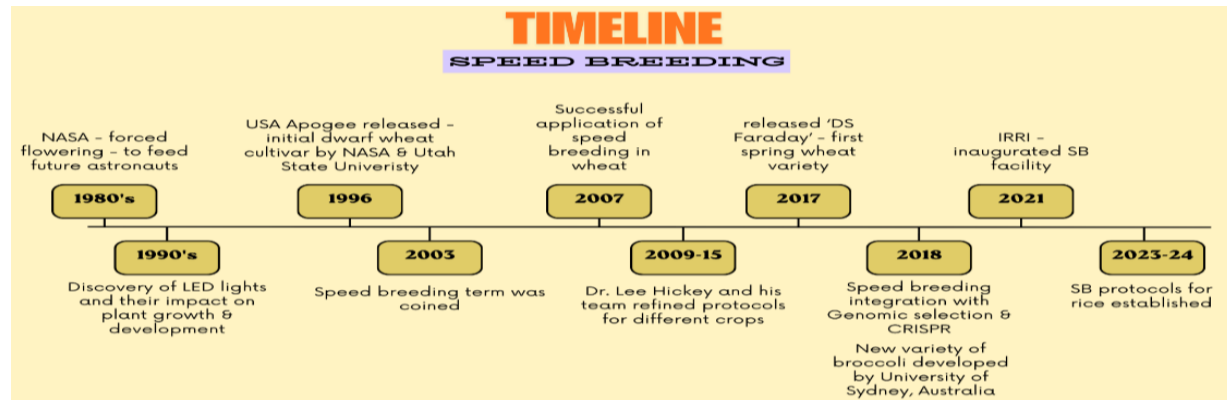 TIMELINE
SPEED BREEDING
NASA - forced
flowering - to feed
future astronauts
1980's
1990's
Discovery of LED lights
and their impact on
plant growth &
development
USA Apogee released -
initial dwarf wheat
cultivar by NASA & Utah
State Univeristy
1996
2003
Speed breeding term was
coined
Successful
application of
speed
breeding in
wheat
2007
2009-15
Dr. Lee Hickey and his
team refined protocols
for different crops
released 'DS
Faraday' - first
spring wheat
variety
2017
2018
Speed breeding
integration with
Genomic selection &
CRISPR
New variety of
broccoli developed
by University of
Sydney, Australia
IRRI -
inaugurated SB
facility
2021
2023-24
SB protocols for
rice established